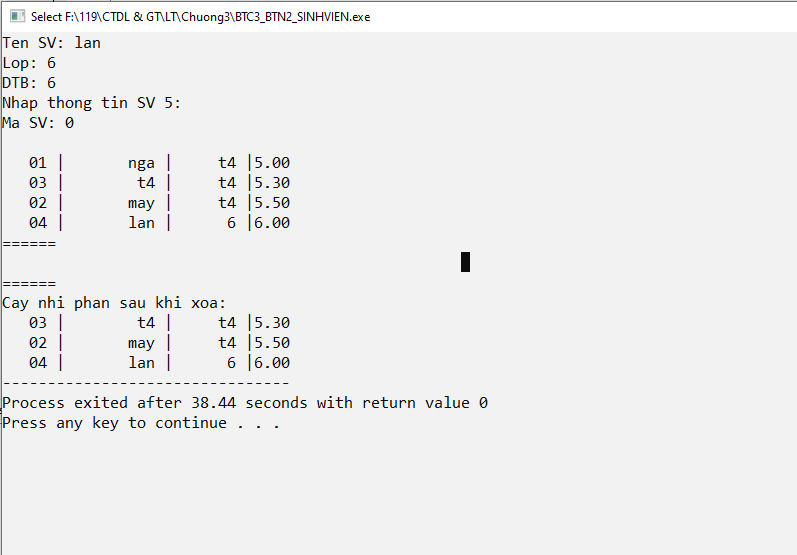 Select F:\119\CTDL & GT\LT\Chuong3\BTC3_BTN2_SINHVIEN.exe
Ten SV: lan
Lop: 6
DTB: 6
Nhap thong tin SV 5:
Ma SV: 0
   01 |       nga |     t4 |5.00
   03 |        t4 |     t4 |5.30
   02 |       may |     t4 |5.50
   04 |       lan |      6 |6.00
======
======
Cay nhi phan sau khi xoa:
   03 |        t4 |     t4 |5.30
   02 |       may |     t4 |5.50
   04 |       lan |      6 |6.00
--------------------------------
Process exited after 38.44 seconds with return value 0
Press any key to continue . . .